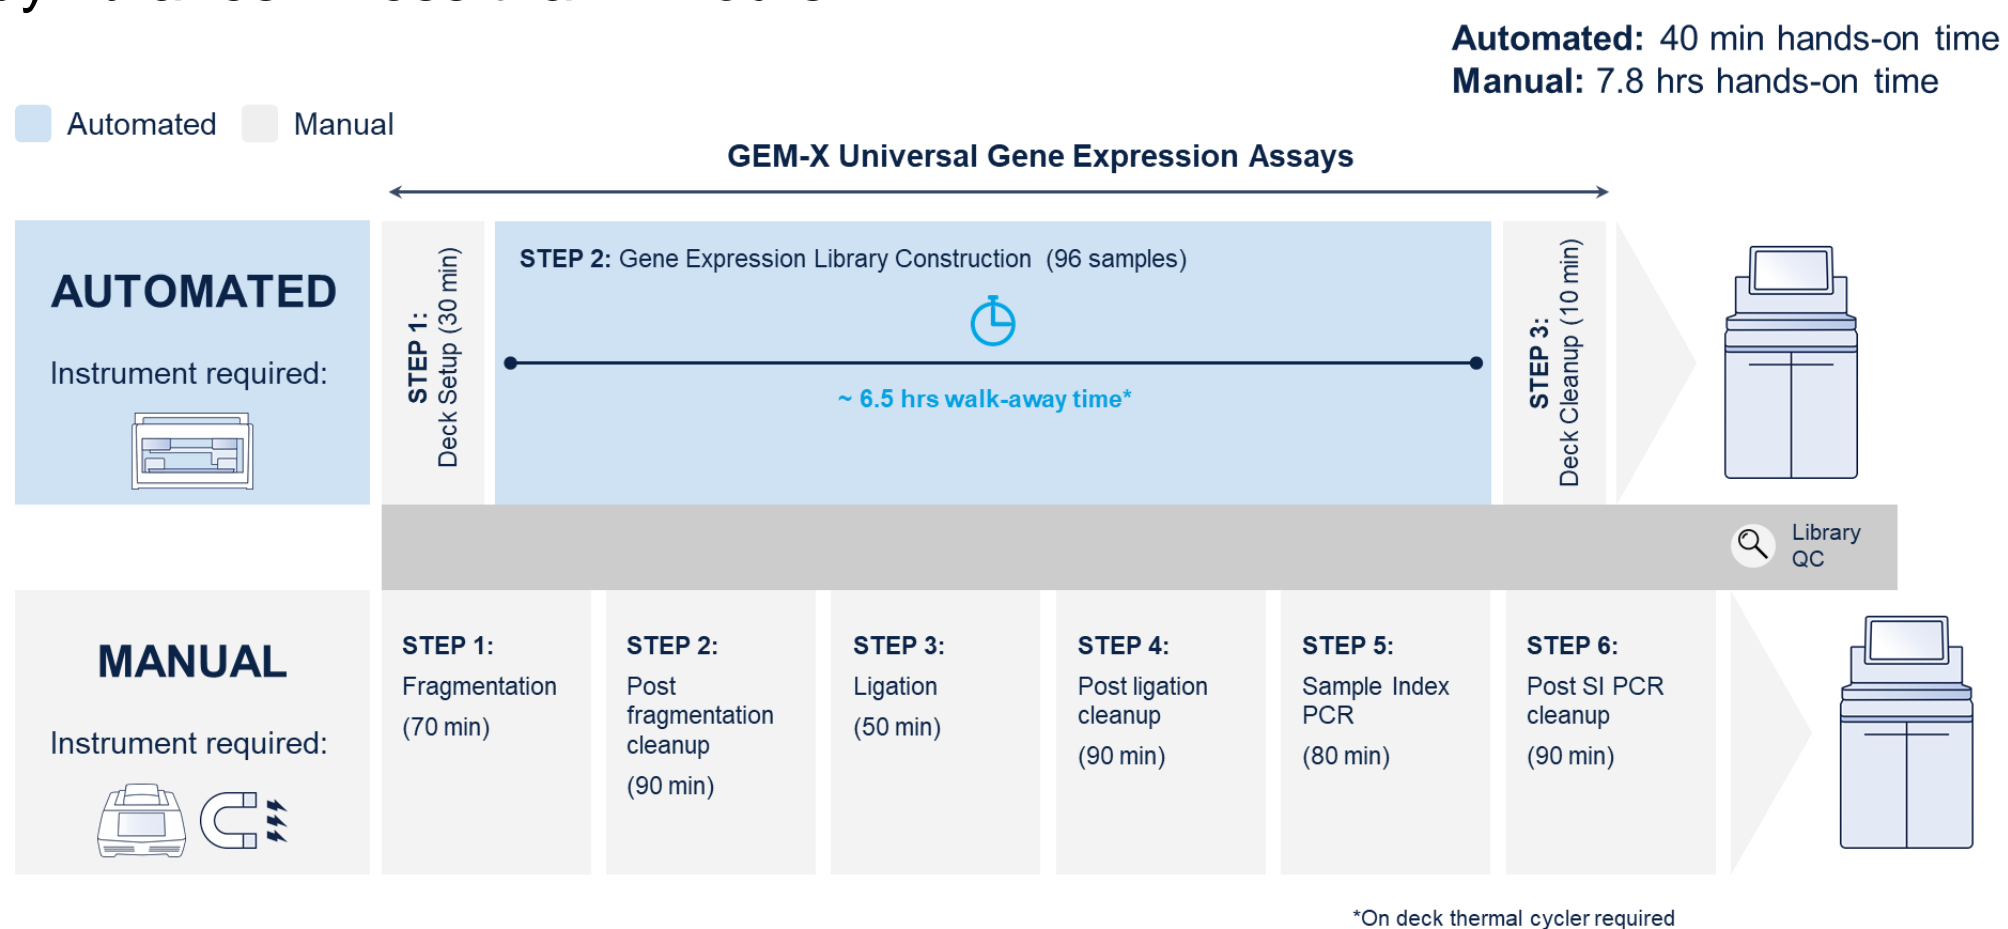 Automated: 40 min hands-on time
Manual: 7.8 hrs hands-on time
Automated
Manual
GEM-X Universal Gene Expression Assays
AUTOMATED
Instrument required:
STEP 1:
Deck Setup (30 min)
STEP 2: Gene Expression Library Construction (96 samples)
~ 6.5 hrs walk-away time*
STEP 3:
Deck Cleanup (10 min)
Library
QC
MANUAL
Instrument required:
STEP 1:
Fragmentation
(70 min)
STEP 2:
Post
fragmentation
cleanup
(90 min)
STEP 3:
Ligation
(50 min)
STEP 4:
Post ligation
cleanup
(90 min)
STEP 5:
Sample Index
PCR
(80 min)
STEP 6:
Post SI PCR
cleanup
(90 min)
*On deck thermal cycler required